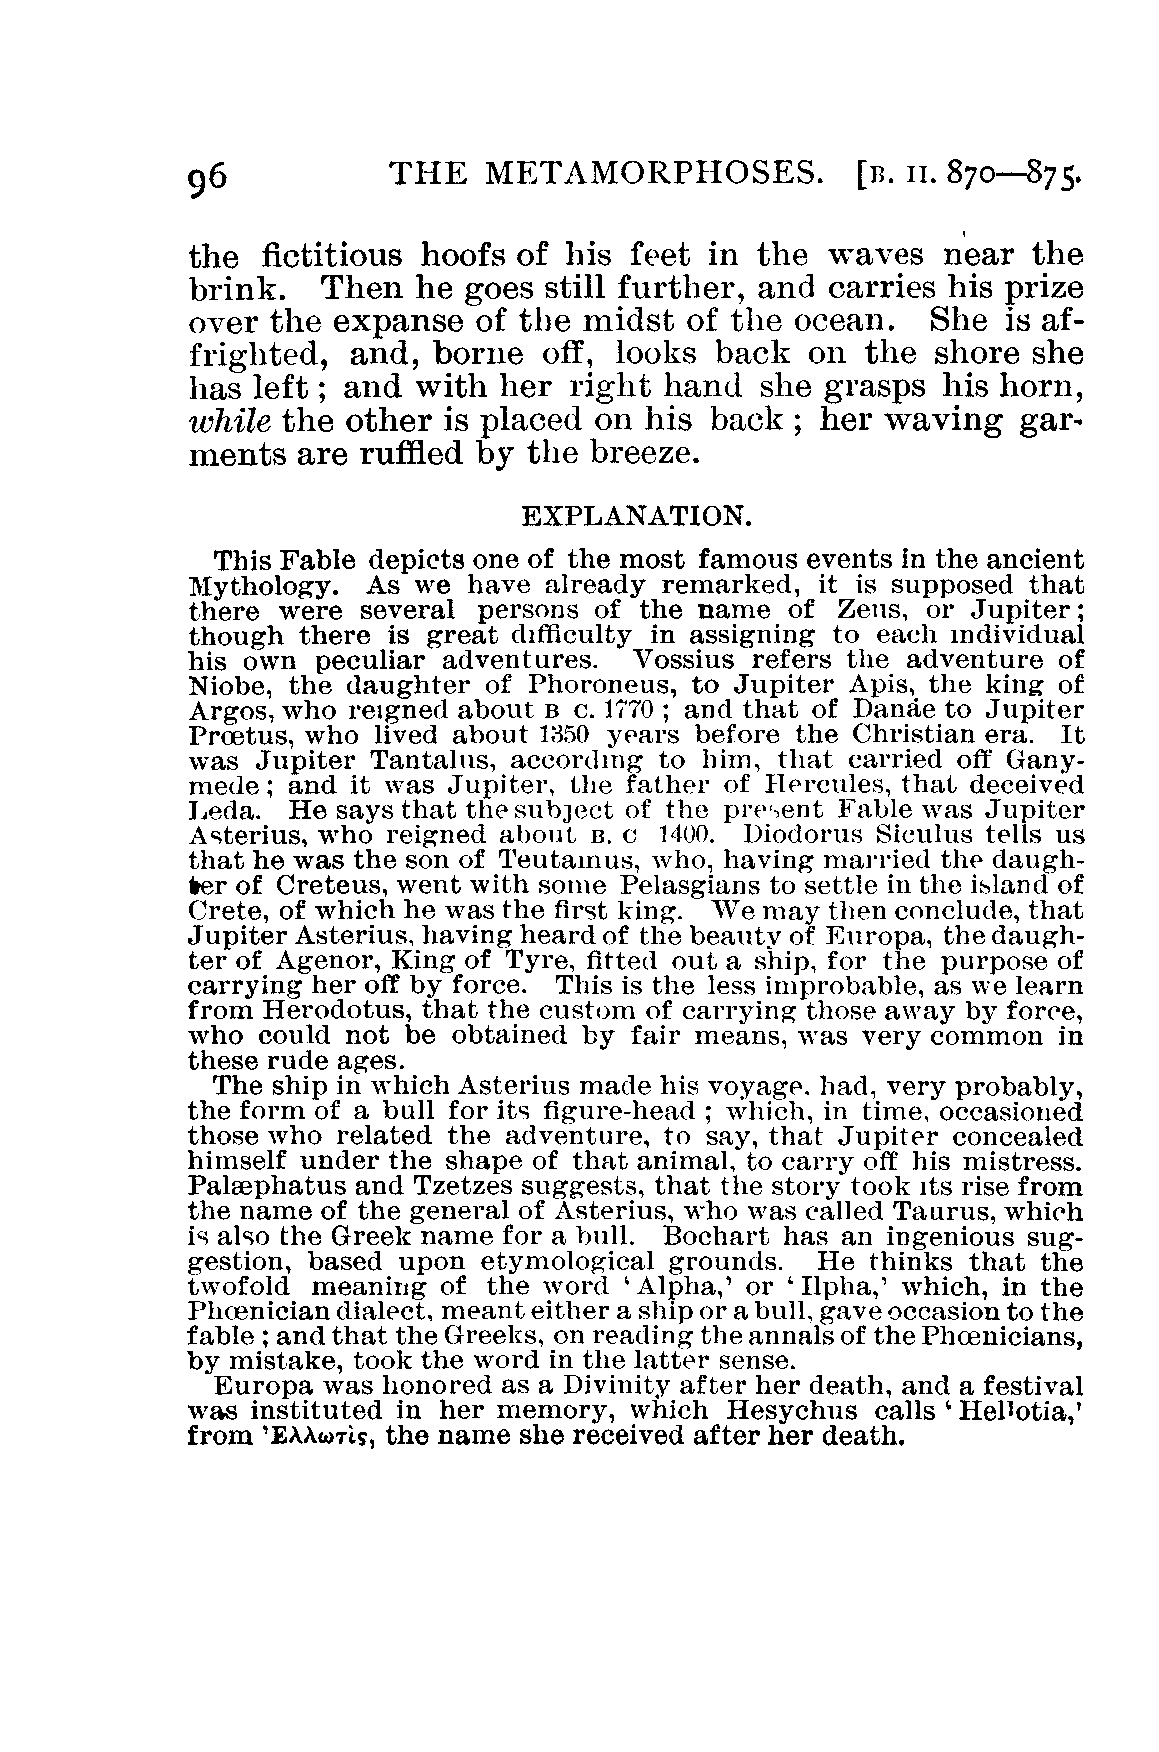 96 THE METAMORPHOSES. [B. II. 870—875.
the fictitious hoofs of his feet in the waves near the
brink. Then he goes still further, and carries his prize
over the expanse of the midst of the ocean. She is af-
frighted, and, borne off, looks back on the shore she
has left ; and with her right hand she grasps his horn,
while the other is placed on his back ; her waving gar-
ments are ruffled by the breeze.
EXPLANATION.
This Fable depicts one of the most famous events in the ancient
Mythology. As we have already remarked, it is supposed that
there were several persons of the name of Zeus, or Jupiter ;
though there is great difficulty in assigning to each individual
his own peculiar adventures. Vossius refers the adventure of
Niobe, the daughter of Phoroneus, to Jupiter Apis, the king of
Argos, who reigned about B C. 1770 ; and that of Danáe to Jupiter
Prœtus, who lived about 1350 years before the Christian era. It
was Jupiter Tantalus, according to him, that carried off Gany-
mede ; and it was Jupiter, the father of Hercules, that deceived
Leda. He says that the subject of the present Fable was Jupiter
Asterius, who reigned about B. C 1400. Diodorus Siculus tells us
that he was the son of Teutamus, who, having married the daugh-
ter of Creteus, went with some Pelasgians to settle in the island of
Crete, of which he was the first king. We may then conclude, that
Jupiter Asterius, having heard of the beauty of Europa, the daugh-
ter of Agenor, King of Tyre, fitted out a ship, for the purpose of
carrying her off by force. This is the less improbable, as we learn
from Herodotus, that the custom of carrying those away by force,
who could not be obtained by fair means, was very common in
these rude ages.
The ship in which Asterius made his voyage. had, very probably,
the form of a bull for its figure-head ; which, in time, occasioned
those who related the adventure, to say, that Jupiter concealed
himself under the shape of that animal, to carry off his mistress.
Palæphatus and Tzetzes suggests, that the story took its rise from
the name of the general of Asterius, who was called Taurus, which
is also the Greek name for a bull. Bochart has an ingenious sug-
gestion, based upon etymological grounds. He thinks that the
twofold meaning of the word ‘Alpha,’ or ‘Ilpha,’ which, in the
Phœnician dialect, meant either a ship or a bull, gave occasion to the
fable ; and that the Greeks, on reading the annals of the Phœnicians,
by mistake, took the word in the latter sense.
Europa was honored as a Divinity after her death, and a festival
was instituted in her memory, which Hesychus calls ‘Hellotia,’
from ’Ελλωτὶς, the name she received after her death.